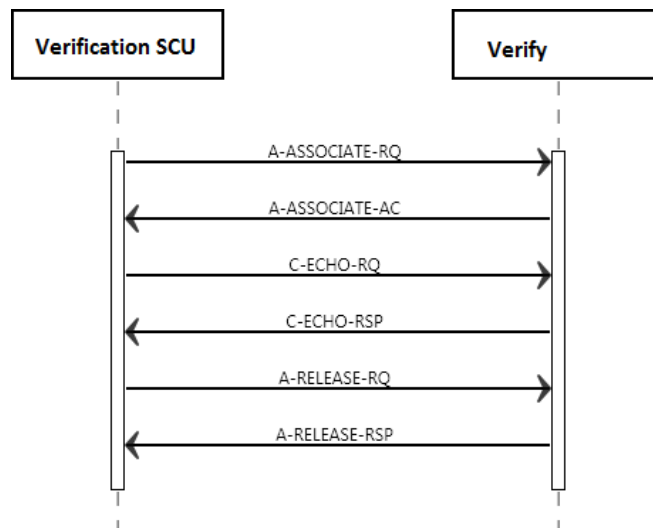 Verification SCU
Verify
A-ASSOCIATE-RQ
A-ASSOCIATE-AC
C-ECHO-RQ
C-ECHO-RSP
A-RELEASE-RQ
A-RELEASE-RSP